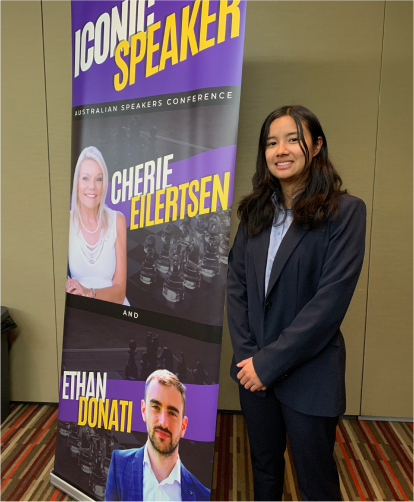 ICONIC
SPEAKER
AUSTRALIAN SPEAKERS CONFERENCE
CHERIE
EILERTSEN
AND
ETHAN
DONATI